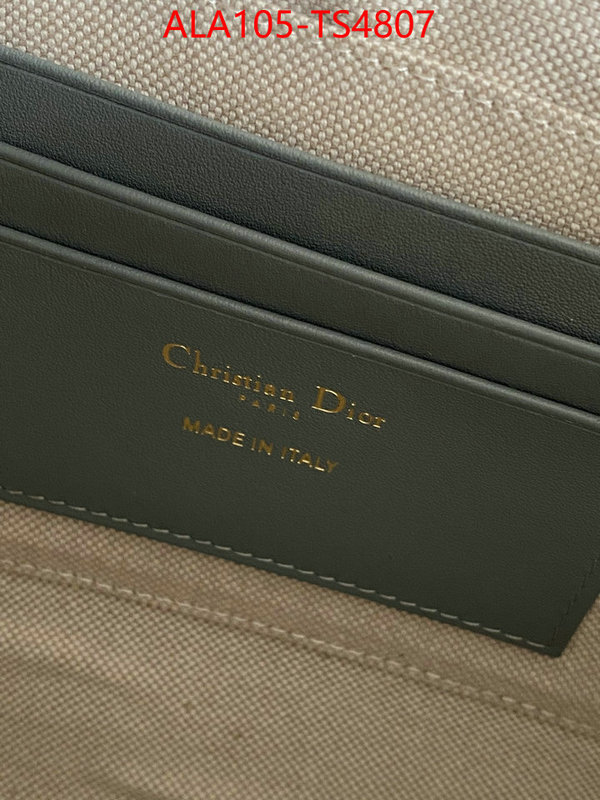 ALA105-TS4807
Christian Dior
PARIS
MADE IN ITALY